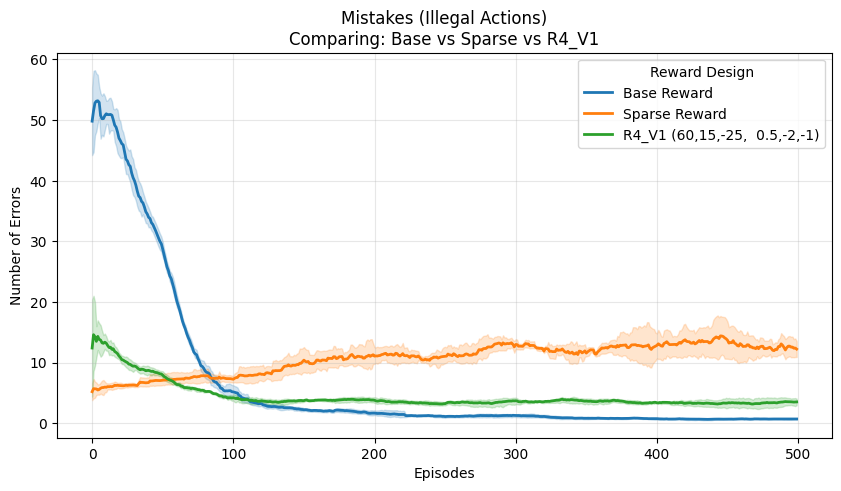 Mistakes (Illegal Actions)
Comparing: Base vs Sparse vs R4_V1
Reward Design
Base Reward
Sparse Reward
R4_V1 (60,15,-25,  0.5,-2,-1)
Number of Errors
60
50
40
30
20
10
0
0 100 200 300 400 500
Episodes